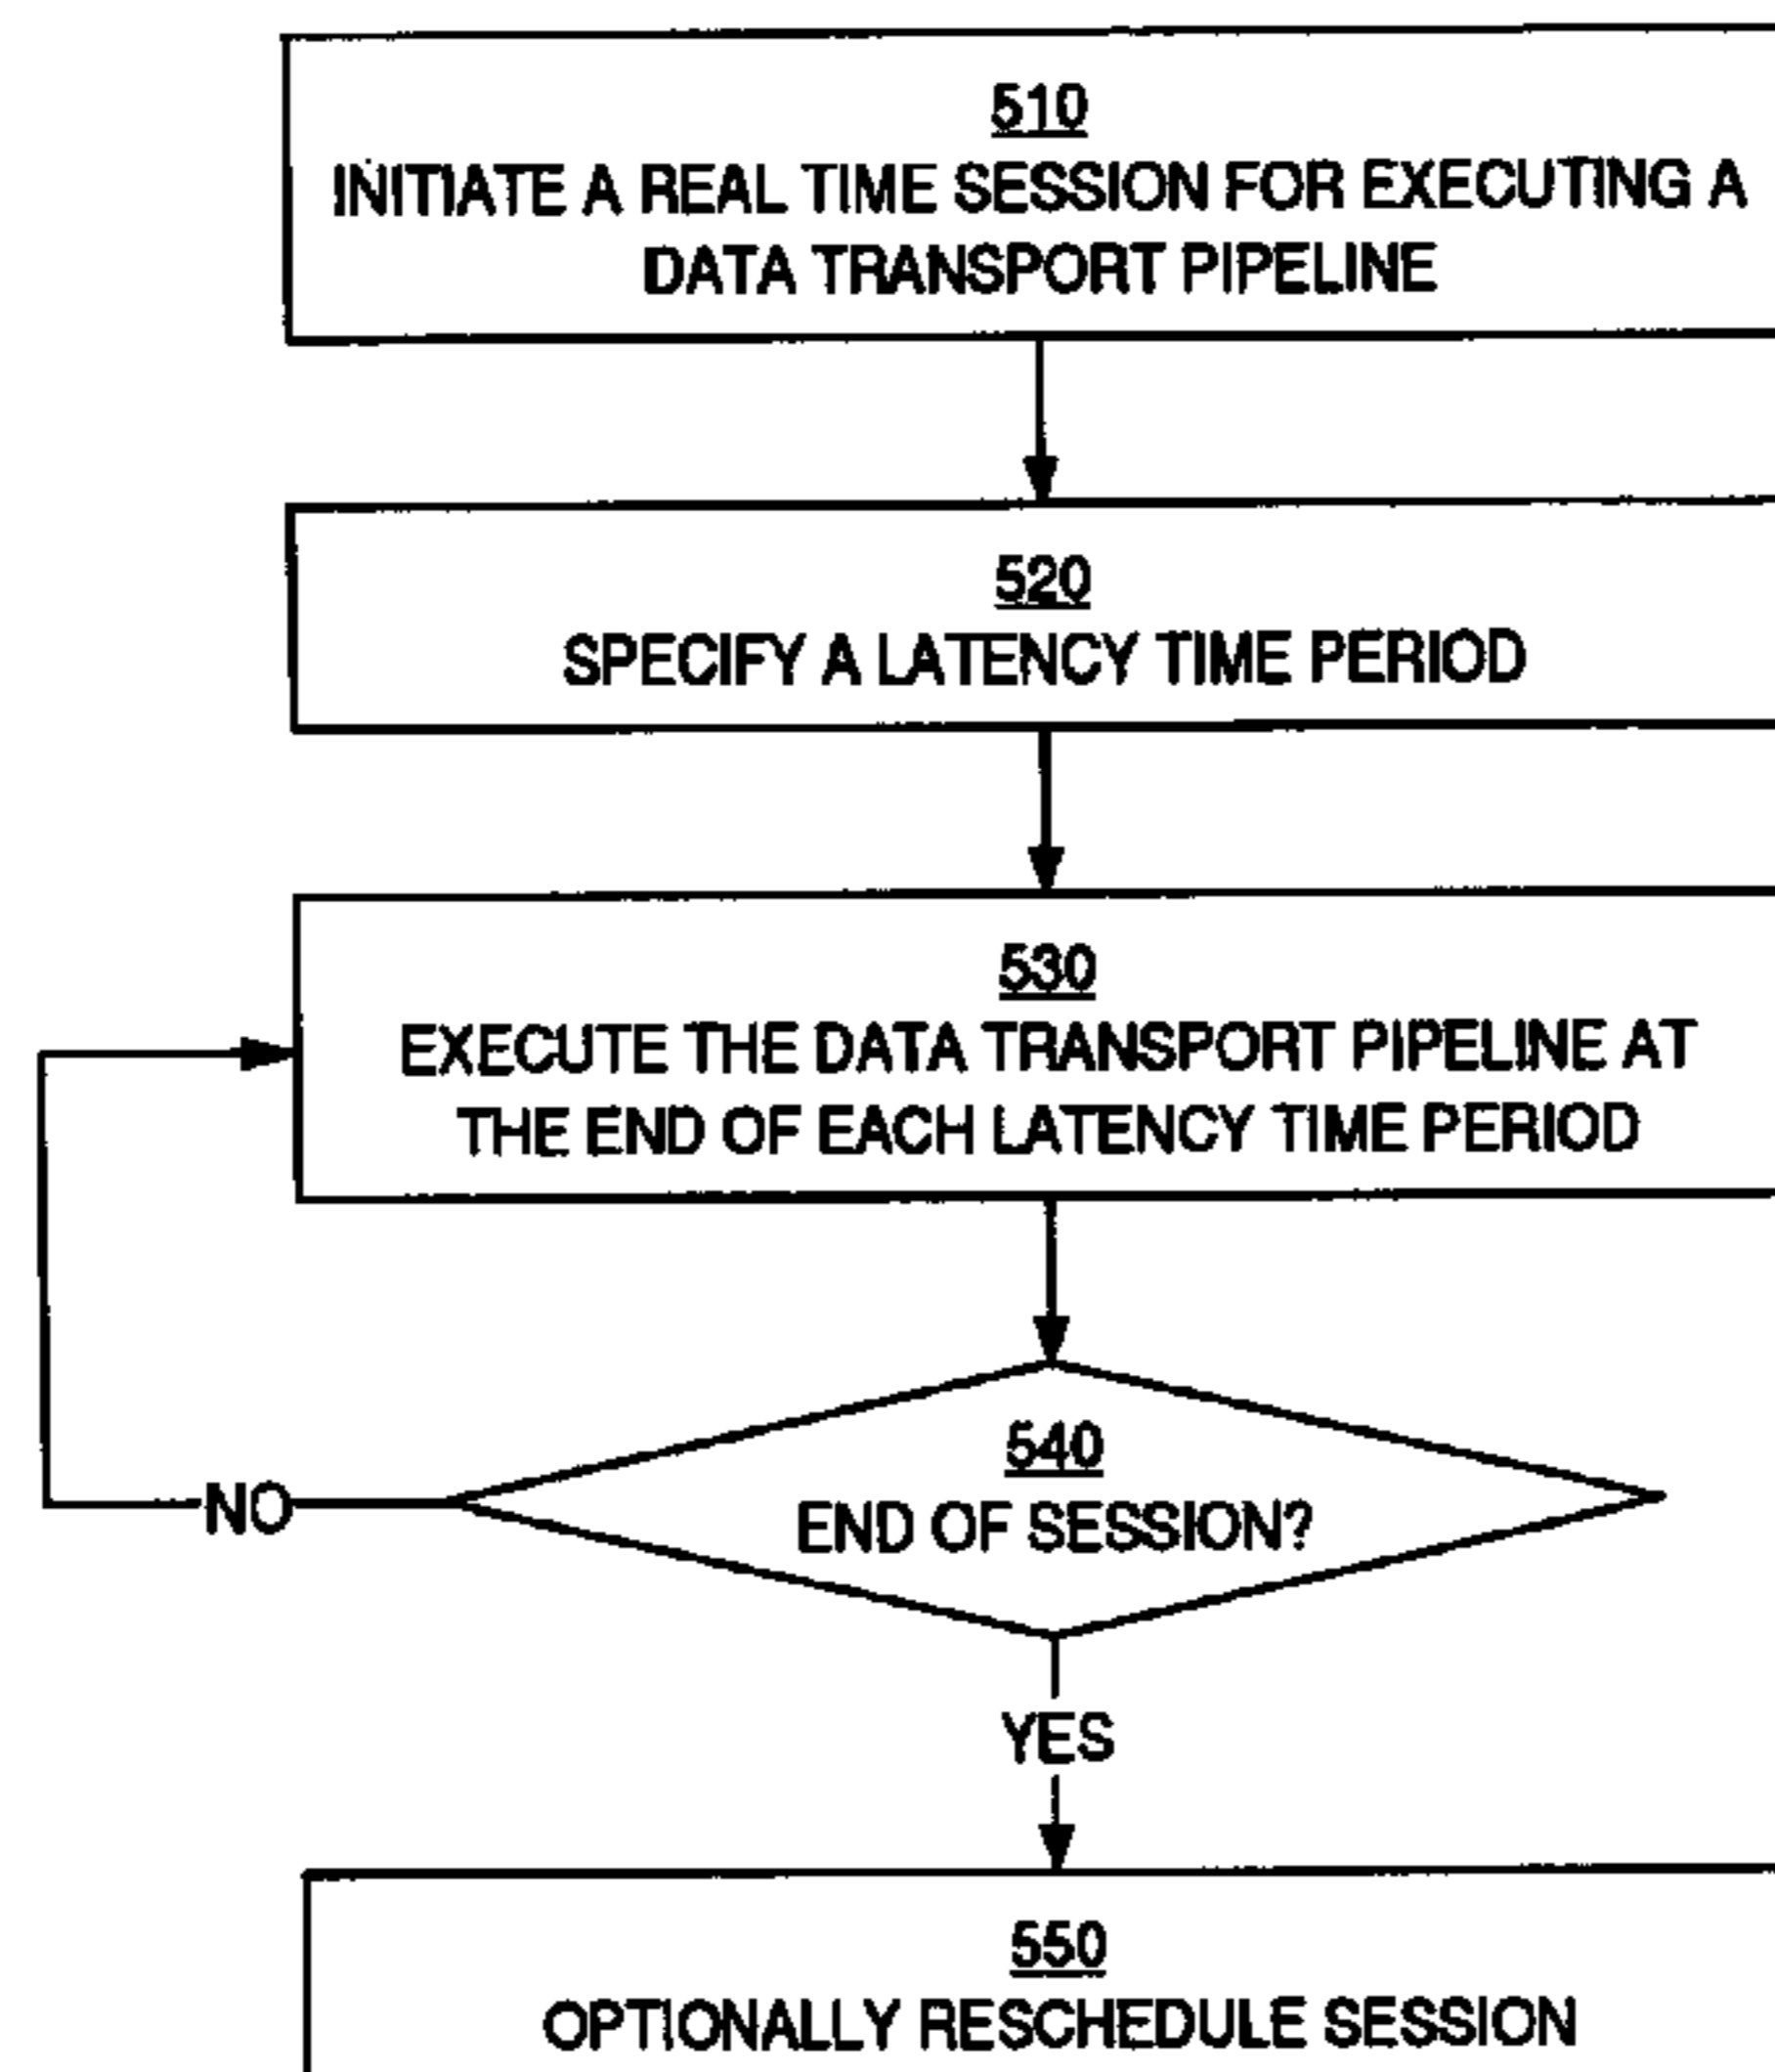 510
INITIATE A REAL TIME SESSION FOR EXECUTING A
DATA TRANSPORT PIPELINE
520
SPECIFY A LATENCY TIME PERIOD
530
EXECUTE THE DATA TRANSPORT PIPELINE AT
THE END OF EACH LATENCY TIME PERIOD
540
END OF SESSION?
NO
YES
550
OPTIONALLY RESCHEDULE SESSION